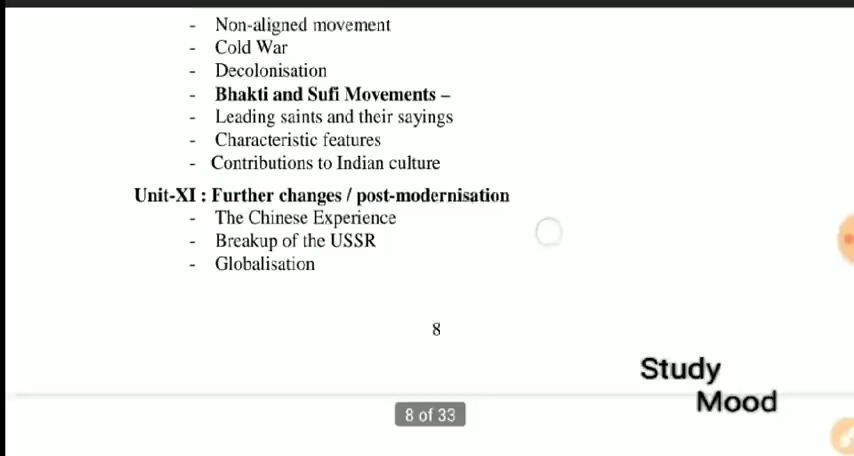 - Non-aligned movement
- Cold War
- Decolonisation
- Bhakti and Sufi Movements –
- Leading saints and their sayings
- Characteristic features
- Contributions to Indian culture
Unit-XI : Further changes / post-modernisation
- The Chinese Experience
- Breakup of the USSR
- Globalisation
8
Study
Mood
8 of 33